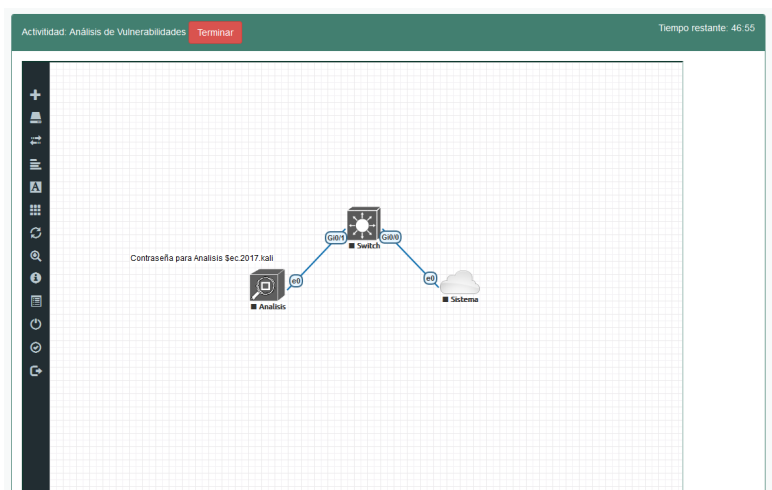 Activitidad: Análisis de Vulnerabilidades Terminar
Tiempo restante: 46:55
Gi0/1 Gi0/0
Switch
Contraseña para Analisis $ec.2017.kali
e0 e0
Sistema
Analisis